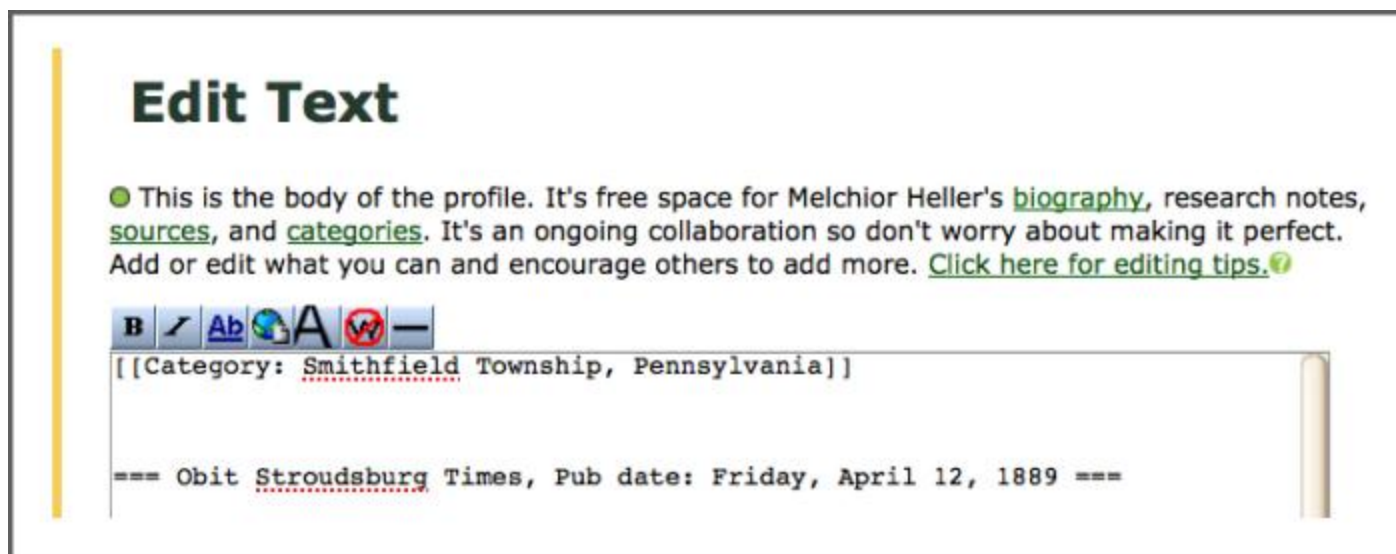 Edit Text
This is the body of the profile. It's free space for Melchior Heller's biography, research notes,
sources, and categories. It's an ongoing collaboration so don't worry about making it perfect.
Add or edit what you can and encourage others to add more. Click here for editing tips.?
B I Ab A W
[[Category: Smithfield Township, Pennsylvania]]
=== Obit Stroudsburg Times, Pub date: Friday, April 12, 1889 ===